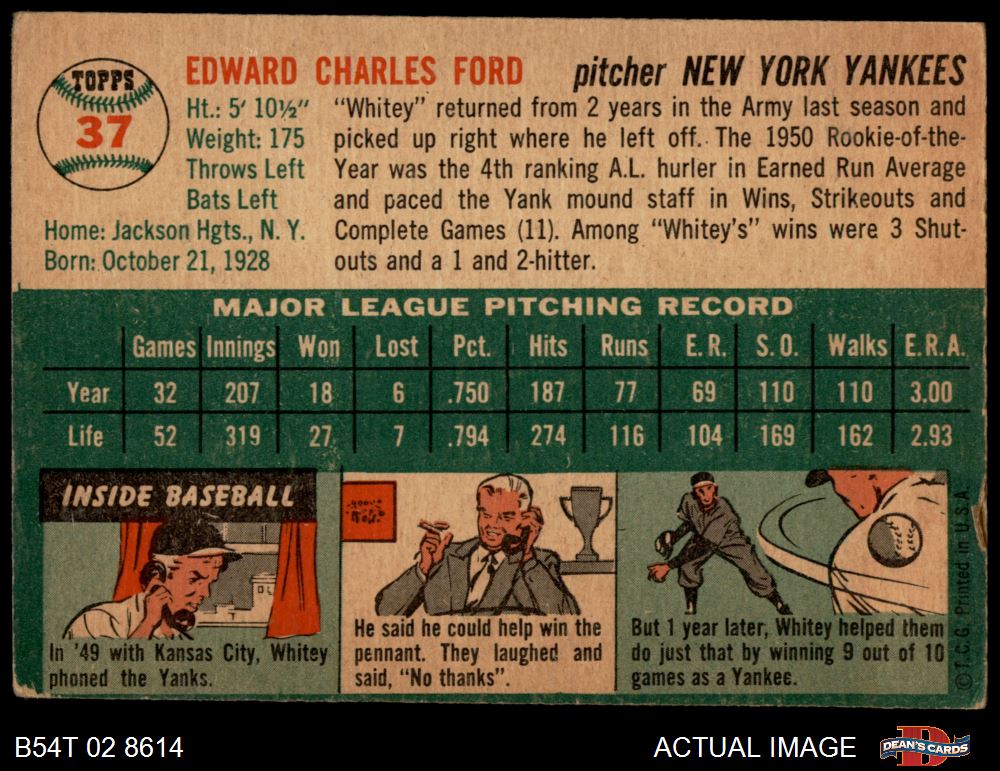 TOPPS
37
EDWARD CHARLES FORD pitcher NEW YORK YANKEES
Ht.: 5' 10½"
Weight: 175
Throws Left
Bats Left
Home: Jackson Hgts., N. Y.
Born: October 21, 1928
"Whitey" returned from 2 years in the Army last season and
picked up right where he left off. The 1950 Rookie-of-the-
Year was the 4th ranking A.L. hurler in Earned Run Average
and paced the Yank mound staff in Wins, Strikeouts and
Complete Games (11). Among "Whitey's" wins were 3 Shut-
outs and a 1 and 2-hitter.
MAJOR LEAGUE PITCHING RECORD
Games Innings Won Lost Pct. Hits Runs E. R. S. O. Walks E.R.A.
Year 32 207 18 6 .750 187 77 69 110 110 3.00
Life 52 319 27 7 .794 274 116 104 169 162 2.93
INSIDE BASEBALL
In '49 with Kansas City, Whitey
phoned the Yanks.
He said he could help win the
pennant. They laughed and
said, "No thanks".
But 1 year later, Whitey helped them
do just that by winning 9 out of 10
games as a Yankee.
© T.C.G. Printed in U.S.A
B54T 02 8614
ACTUAL IMAGE
DEAN'S CARDS